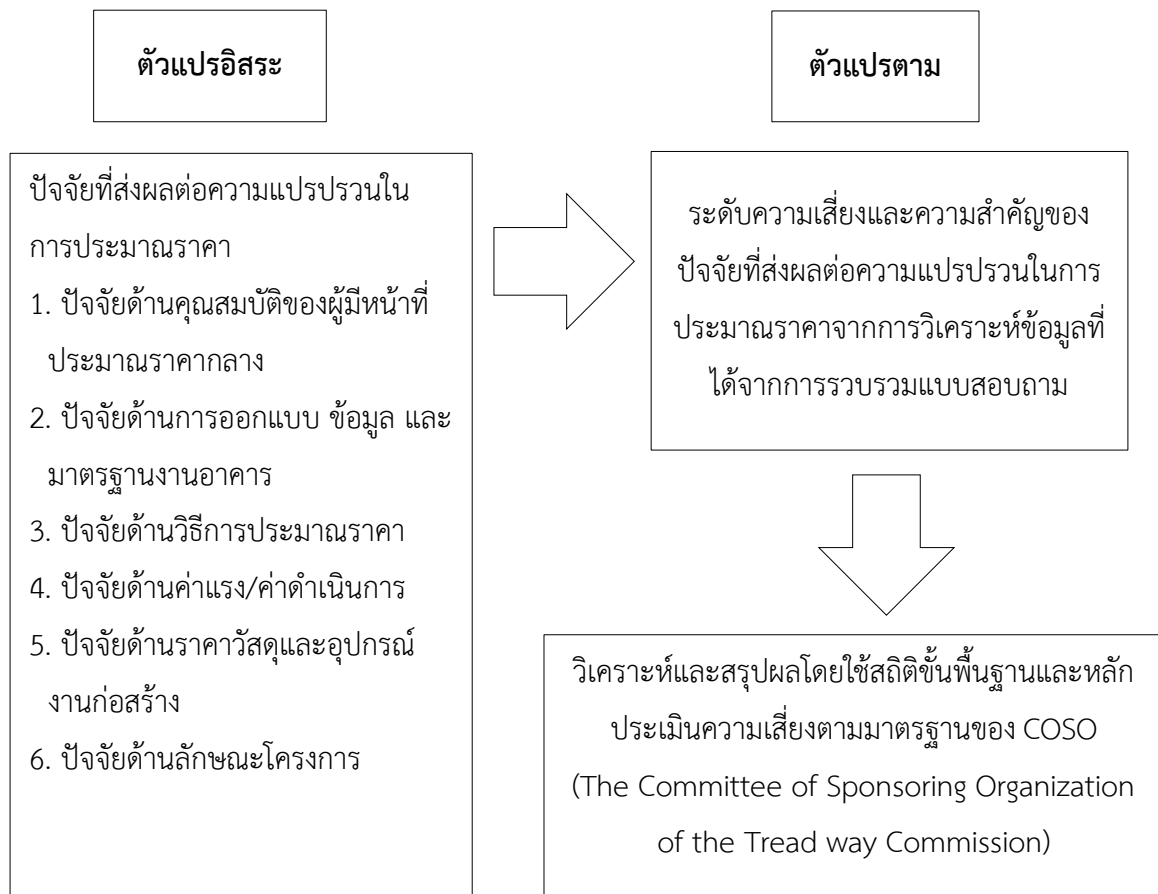 ตัวแปรอิสระ
ปัจจัยที่ส่งผลต่อความแปรปรวนใน
การประมาณราคา
1. ปัจจัยด้านคุณสมบัติของผู้มีหน้าที่
ประมาณราคากลาง
2. ปัจจัยด้านการออกแบบ ข้อมูล และ
มาตรฐานงานอาคาร
3. ปัจจัยด้านวิธีการประมาณราคา
4. ปัจจัยด้านค่าแรง/ค่าดำเนินการ
5. ปัจจัยด้านราคาวัสดุและอุปกรณ์
งานก่อสร้าง
6. ปัจจัยด้านลักษณะโครงการ
ตัวแปรตาม
ระดับความเสี่ยงและความสำคัญของ
ปัจจัยที่ส่งผลต่อความแปรปรวนในการ
ประมาณราคาจากการวิเคราะห์ข้อมูลที่
ได้จากการรวบรวมแบบสอบถาม
วิเคราะห์และสรุปผลโดยใช้สถิติขั้นพื้นฐานและหลัก
ประเมินความเสี่ยงตามมาตรฐานของ COSO
(The Committee of Sponsoring Organization
of the Tread way Commission)